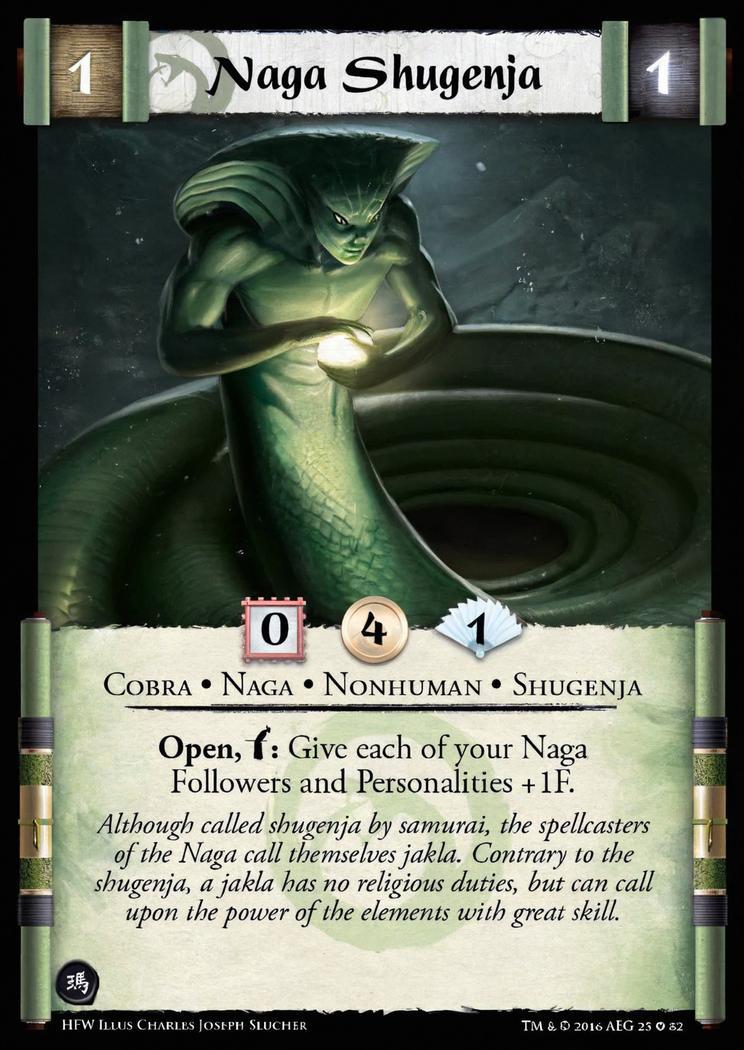 1 Naga Shugenja 1
0 4 1
Cobra • Naga • Nonhuman • Shugenja
Open, : Give each of your Naga
Followers and Personalities +1F.
Although called shugenja by samurai, the spellcasters
of the Naga call themselves jakla. Contrary to the
shugenja, a jakla has no religious duties, but can call
upon the power of the elements with great skill.
瑪
HFW Illus Charles Joseph Slucher
TM & © 2016 AEG 25 82